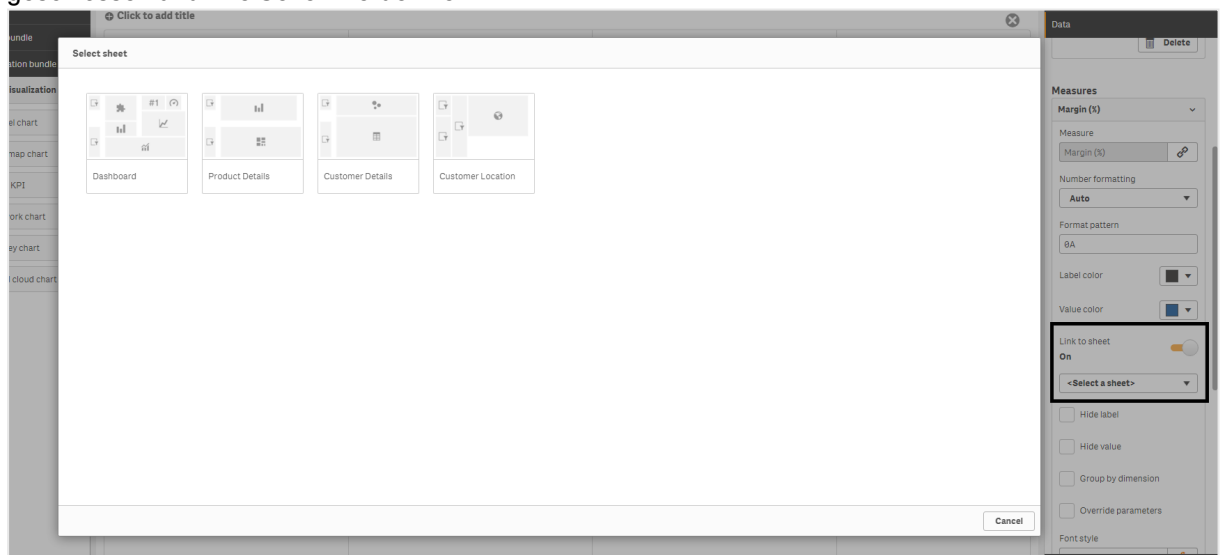 Click to add title
Data
bundle
ation bundle
isualization
el chart
map chart
KPI
ork chart
ey chart
cloud chart
Select sheet
#1
Dashboard
Product Details
Customer Details
Customer Location
Cancel
Delete
Measures
Margin (%)
Measure
Margin (%)
Number formatting
Auto
Format pattern
0A
Label color
Value color
Link to sheet
On
<Select a sheet>
Hide label
Hide value
Group by dimension
Override parameters
Font style